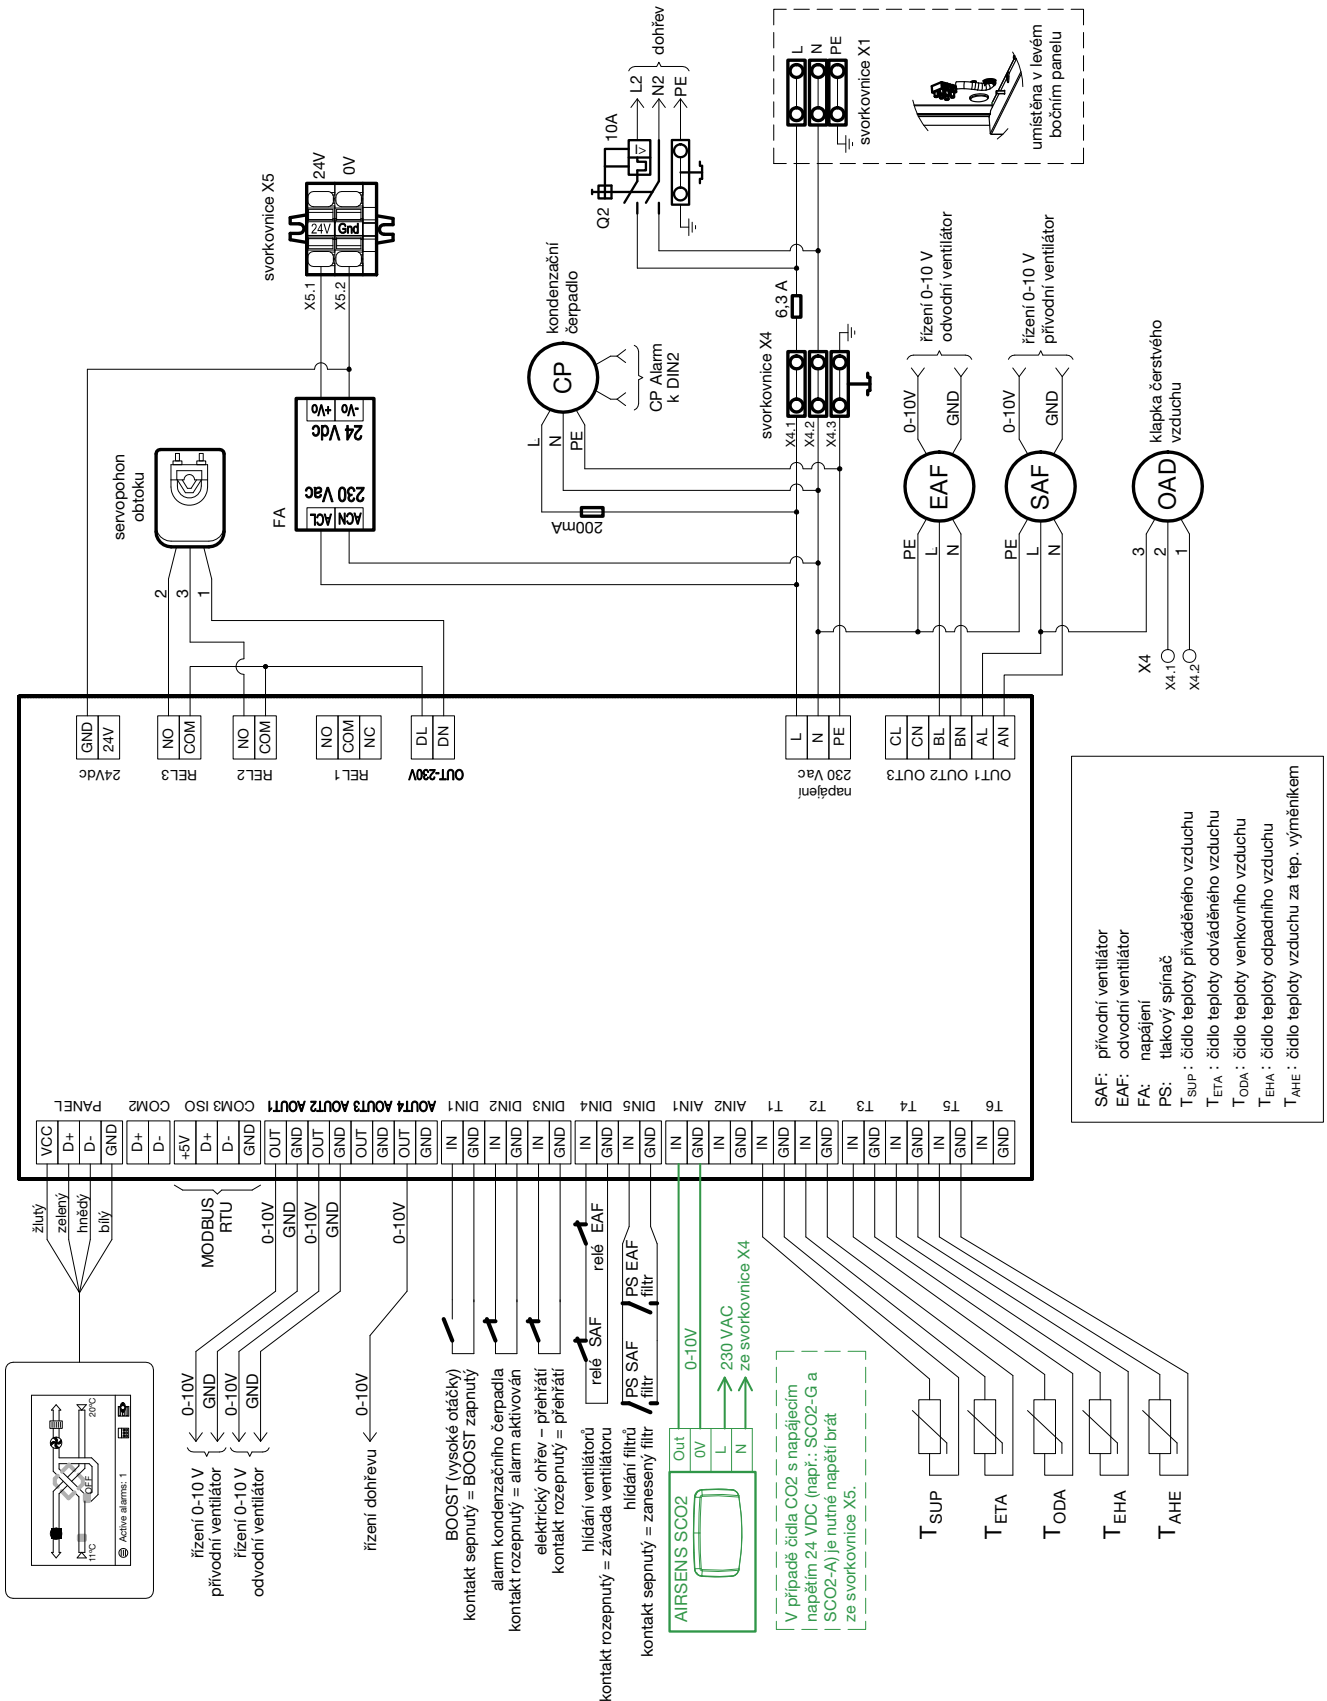 žlutý
zelený
hnědý
bílý
VCC
D+
D-
GND
PANEL
D+
D-
COM2
+5V
D+
D-
GND
COM3 ISO
MODBUS
RTU
OUT
GND
OUT
GND
OUT
GND
OUT
GND
AOUT1
AOUT2
AOUT3
AOUT4
0-10V
GND
0-10V
GND
0-10V
0-10V
GND
0-10V
GND
0-10V
řízení 0-10 V
přívodní ventilátor
řízení 0-10 V
odvodní ventilátor
řízení dohřevu
11ºC
20ºC
OFF
Active alarms: 1
IN
GND
IN
GND
IN
GND
IN
GND
IN
GND
DIN1
DIN2
DIN3
DIN4
DIN5
BOOST (vysoké otáčky)
kontakt sepnutý = BOOST zapnutý
alarm kondenzačního čerpadla
kontakt rozepnutý = alarm aktivován
elektrický ohřev – přehřátí
kontakt rozepnutý = přehřátí
hlídání ventilátorů
kontakt rozepnutý = závada ventilátoru
hlídání filtrů
kontakt sepnutý = zanesený filtr
relé SAF
relé EAF
PS SAF
filtr
PS EAF
filtr
IN
GND
IN
GND
AIN1
AIN2
0-10V
AIRSENS SCO2
Out
0V
L
N
230 VAC
ze svorkovnice X4
V případě čidla CO2 s napájecím
napětím 24 VDC (např.: SCO2-G a
SCO2-A) je nutné napětí brát
ze svorkovnice X5.
IN
GND
IN
GND
IN
GND
IN
GND
IN
GND
IN
GND
T1
T2
T3
T4
T5
T6
TSUP
TETA
TODA
TEHA
TAHE
GND
24V
24Vdc
NO
COM
REL3
NO
COM
REL2
NO
COM
NC
REL1
DL
DN
OUT-230V
L
N
PE
napájení
230 Vac
CL
CN
BL
BN
AL
AN
OUT3
OUT2
OUT1
servopohon
obtoku
2
3
1
FA
ACL
ACN
230 Vac
24 Vdc
+Vo
-Vo
svorkovnice X5
X5.1
X5.2
24V
Gnd
24V
0V
CP
kondenzační
čerpadlo
L
N
PE
CP Alarm
k DIN2
200mA
svorkovnice X4
X4.1
X4.2
X4.3
6,3 A
Q2
10A
I>
L2
N2
PE
dohřev
L
N
PE
svorkovnice X1
umístěna v levém
bočním panelu
EAF
PE
L
N
0-10V
GND
řízení 0-10 V
odvodní ventilátor
SAF
PE
L
N
0-10V
GND
řízení 0-10 V
přívodní ventilátor
OAD
3
2
1
klapka čerstvého
vzduchu
X4
X4.1
X4.2
SAF: přívodní ventilátor
EAF: odvodní ventilátor
FA: napájení
PS: tlakový spínač
TSUP : čidlo teploty přiváděného vzduchu
TETA : čidlo teploty odváděného vzduchu
TODA : čidlo teploty venkovního vzduchu
TEHA : čidlo teploty odpadního vzduchu
TAHE : čidlo teploty vzduchu za tep. výměníkem